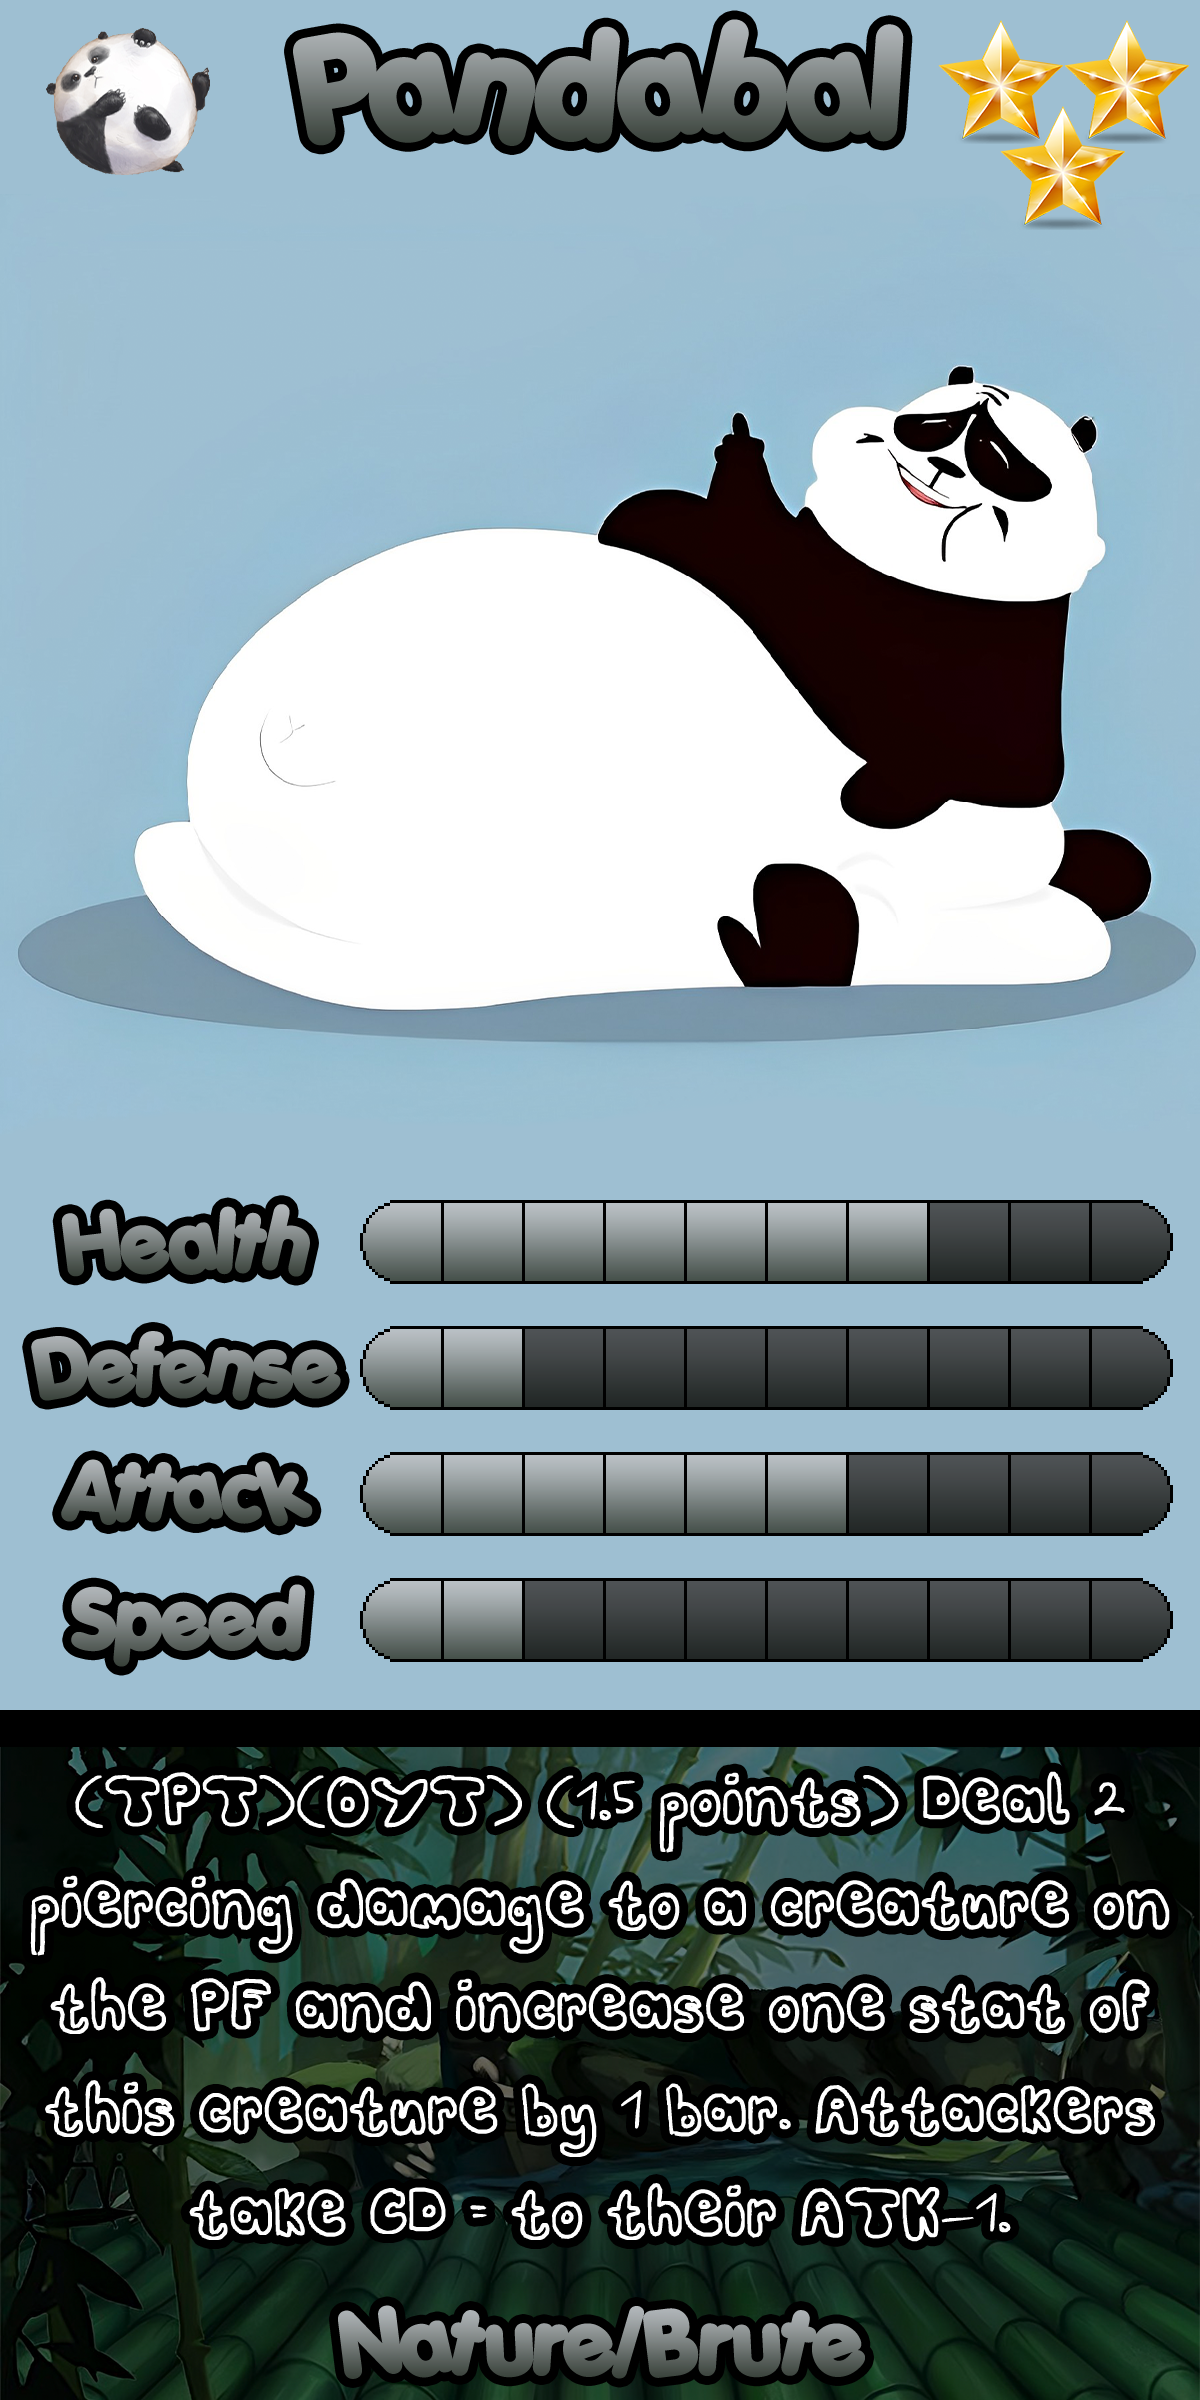 Pandabal
Health
Defense
Attack
Speed
(TPT)(OYT) (1.5 points) Deal 2
piercing damage to a creature on
the PF and increase one stat of
this creature by 1 bar. Attackers
take CD = to their ATK-1.
Nature/Brute